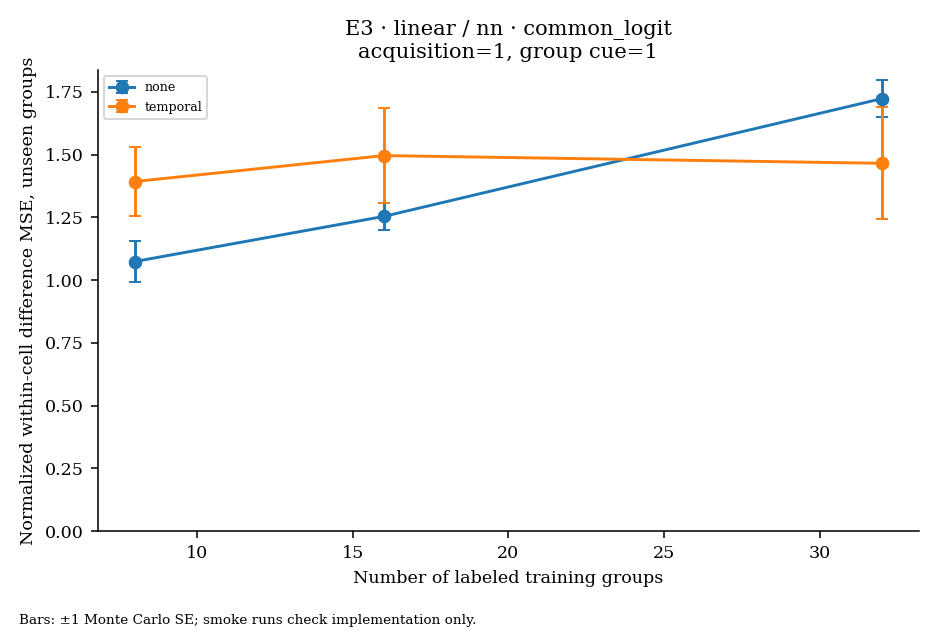 E3 · linear / nn · common_logit
acquisition=1, group cue=1
none
temporal
Normalized within-cell difference MSE, unseen groups
1.75
1.50
1.25
1.00
0.75
0.50
0.25
0.00
10
15
20
25
30
Number of labeled training groups
Bars: ±1 Monte Carlo SE; smoke runs check implementation only.